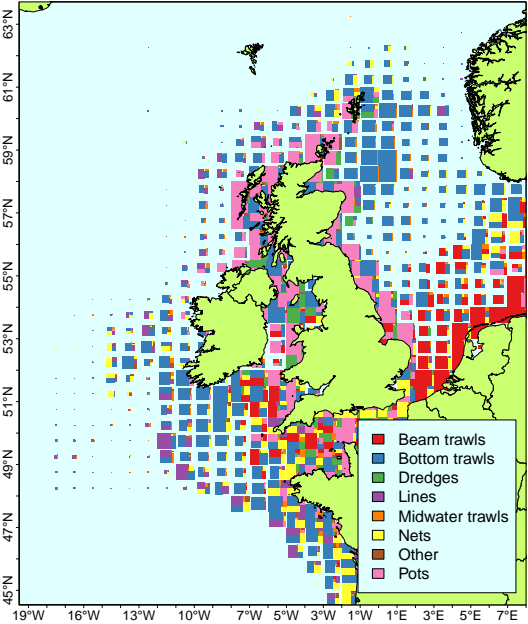 63°N
61°N
59°N
57°N
55°N
53°N
51°N
49°N
47°N
45°N
Beam trawls
Bottom trawls
Dredges
Lines
Midwater trawls
Nets
Other
Pots
19°W 16°W 13°W 10°W 7°W 5°W 3°W 1°W 1°E 3°E 5°E 7°E